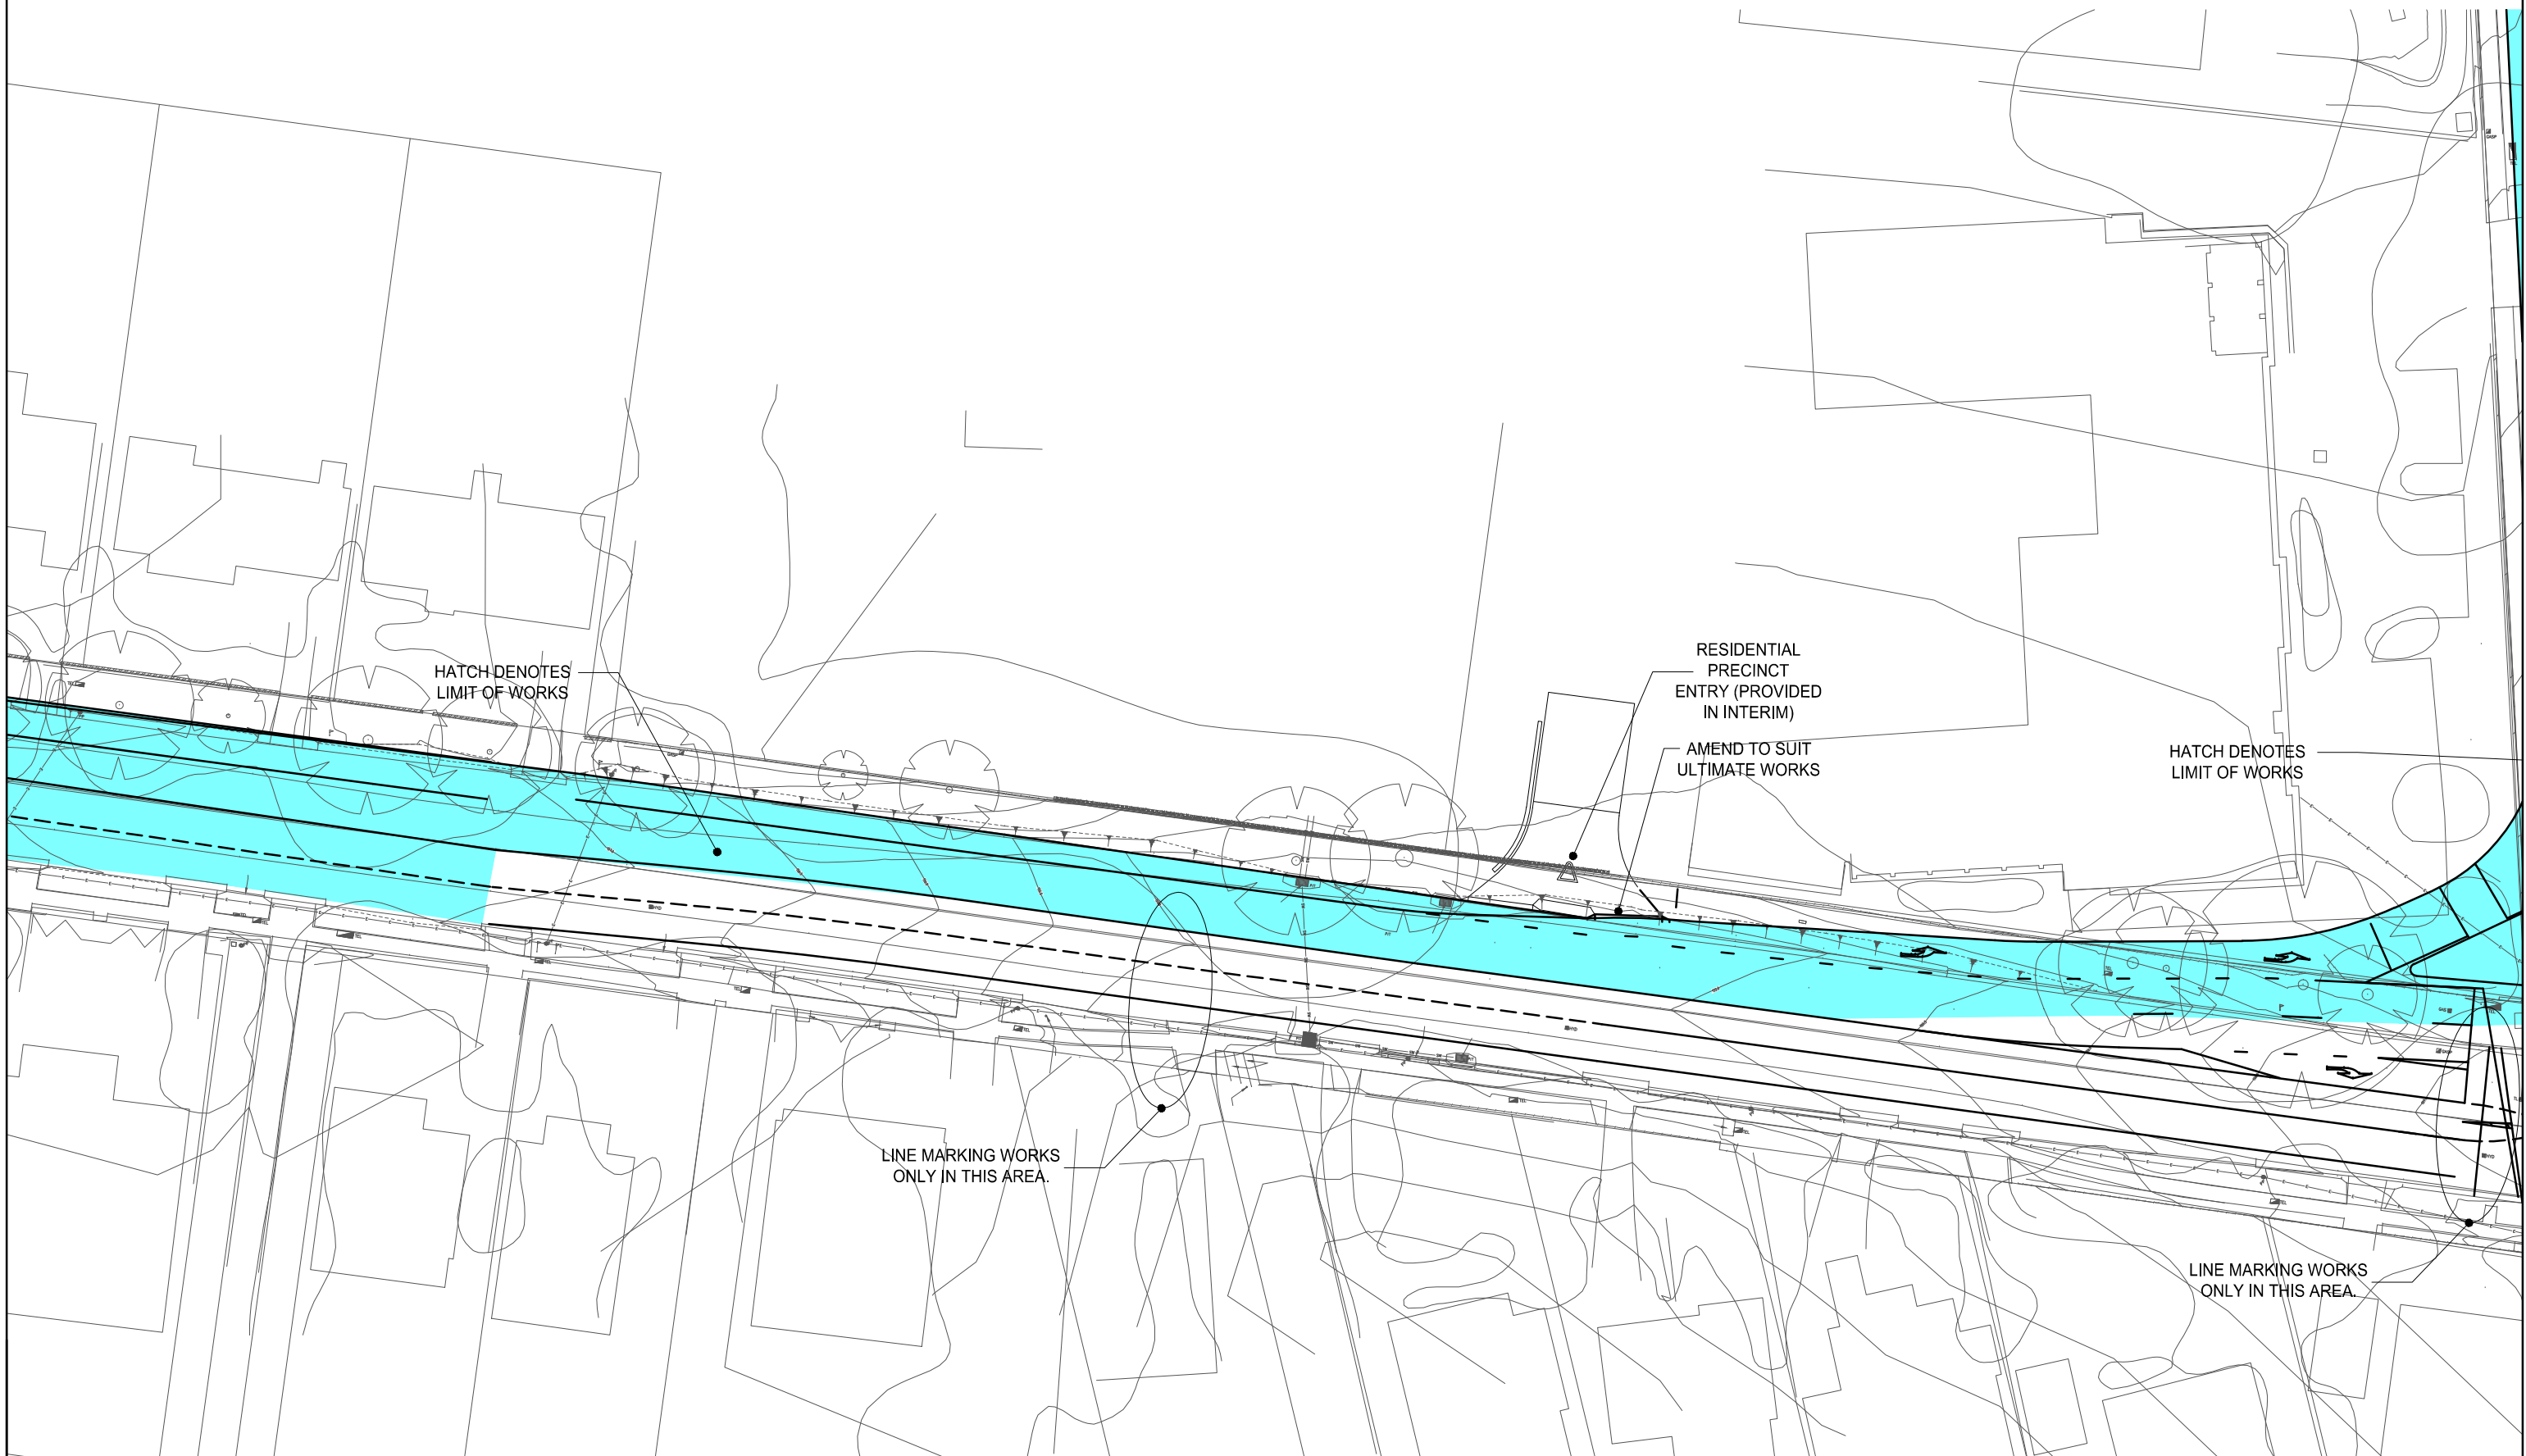 HATCH DENOTES
LIMIT OF WORKS
RESIDENTIAL
PRECINCT
ENTRY (PROVIDED
IN INTERIM)
AMEND TO SUIT
ULTIMATE WORKS
HATCH DENOTES
LIMIT OF WORKS
LINE MARKING WORKS
ONLY IN THIS AREA.
LINE MARKING WORKS
ONLY IN THIS AREA.